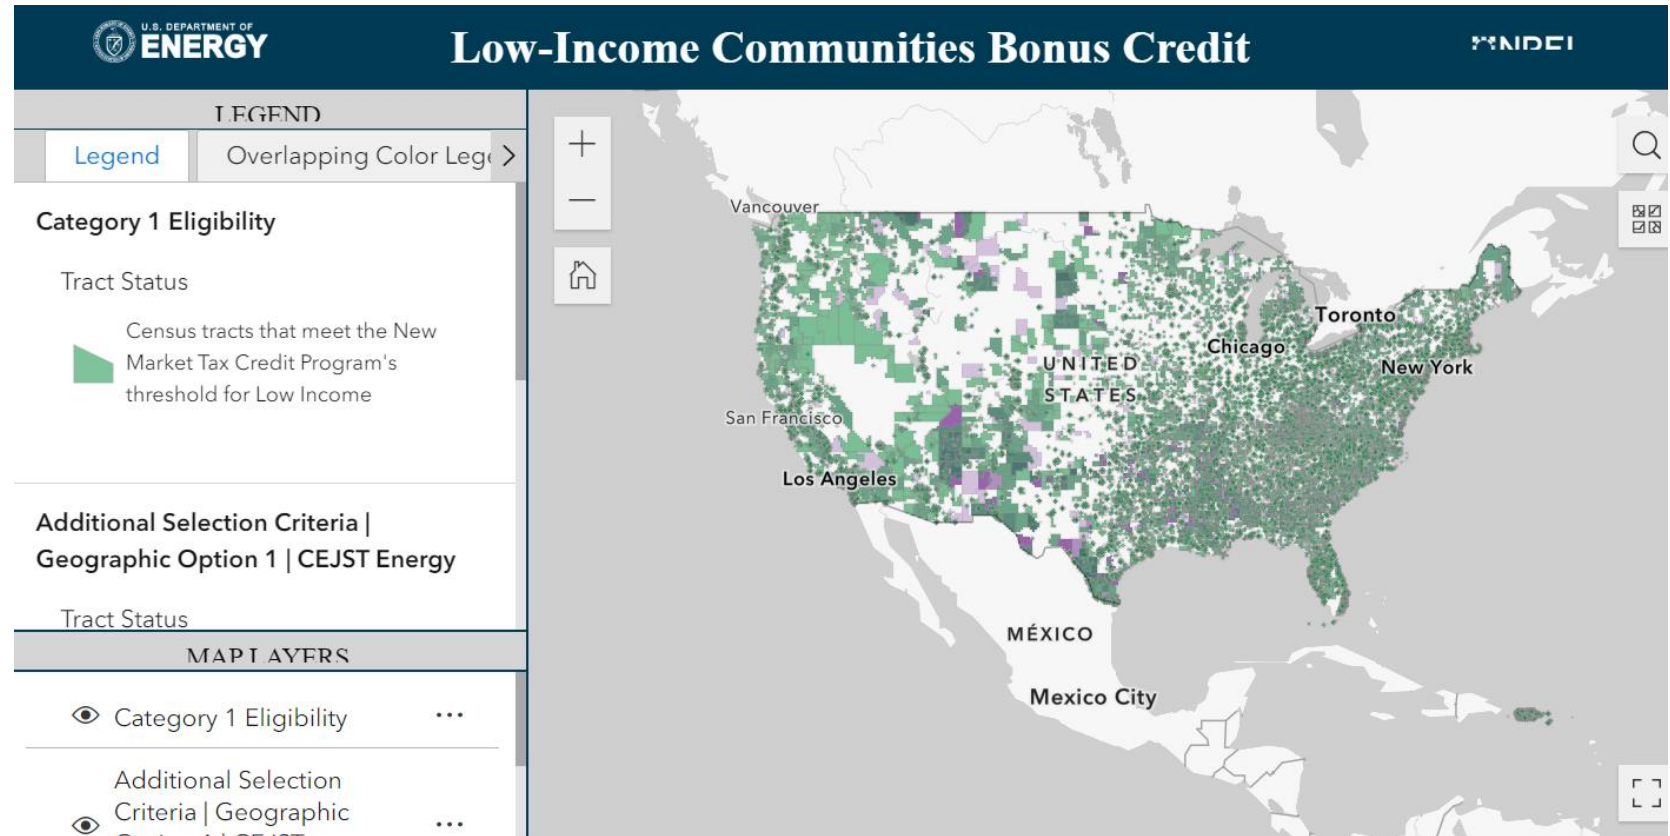 U.S. DEPARTMENT OF
ENERGY
Low-Income Communities Bonus Credit
LEGEND
Legend
Overlapping Color Lege
Category 1 Eligibility
Tract Status
Census tracts that meet the New
Market Tax Credit Program's
threshold for Low Income
Additional Selection Criteria |
Geographic Option 1 | CEJST Energy
Tract Status
MAP LAYERS
Category 1 Eligibility
Additional Selection
Criteria | Geographic
Vancouver
Toronto
Chicago
New York
UNITED
STATES
San Francisco
Los Angeles
MÉXICO
Mexico City